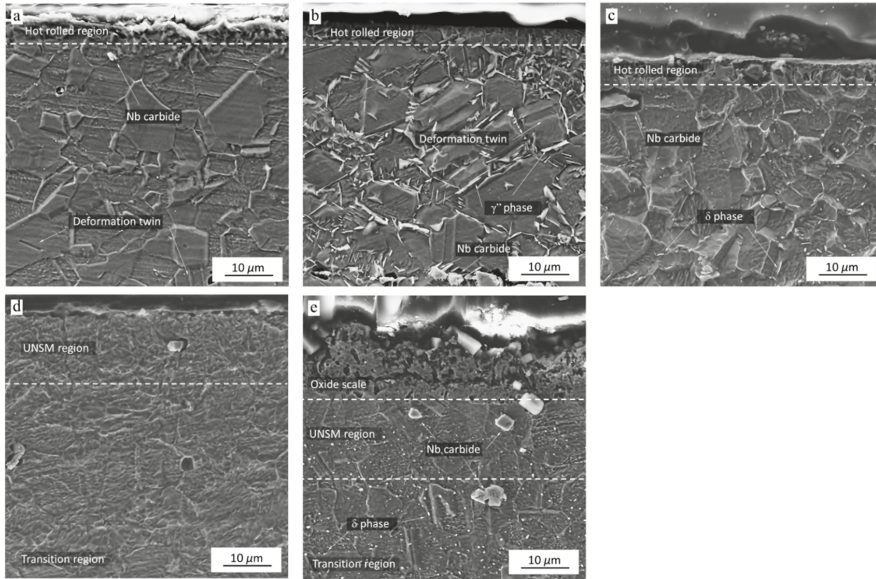 a
Hot rolled region
Nb carbide
Deformation twin
10 μm
b
Hot rolled region
Deformation twin
γ" phase
Nb carbide
10 μm
c
Hot rolled region
Nb carbide
δ phase
10 μm
d
UNSM region
Transition region
10 μm
e
Oxide scale
UNSM region
Nb carbide
δ phase
Transition region
10 μm